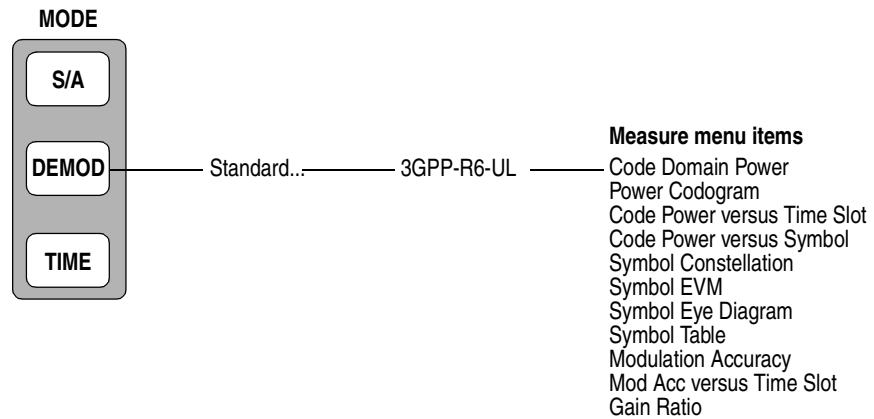 MODE
S/A
DEMOD
TIME
Standard...
3GPP-R6-UL
Measure menu items
Code Domain Power
Power Codogram
Code Power versus Time Slot
Code Power versus Symbol
Symbol Constellation
Symbol EVM
Symbol Eye Diagram
Symbol Table
Modulation Accuracy
Mod Acc versus Time Slot
Gain Ratio